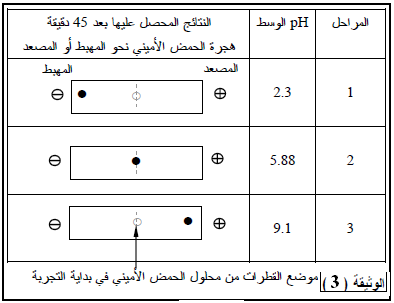 المراحل
pH الوسط
النتائج المحصل عليها بعد 45 دقيقة
هجرة الحمض الأميني نحو المهبط أو المصعد
المصعد
المهبط
1
2.3
⊕
⊖
2
5.88
⊕
⊖
3
9.1
⊕
⊖
الوثيقة ( 3 )
موضع القطرات من محلول الحمض الأميني في بداية التجربة